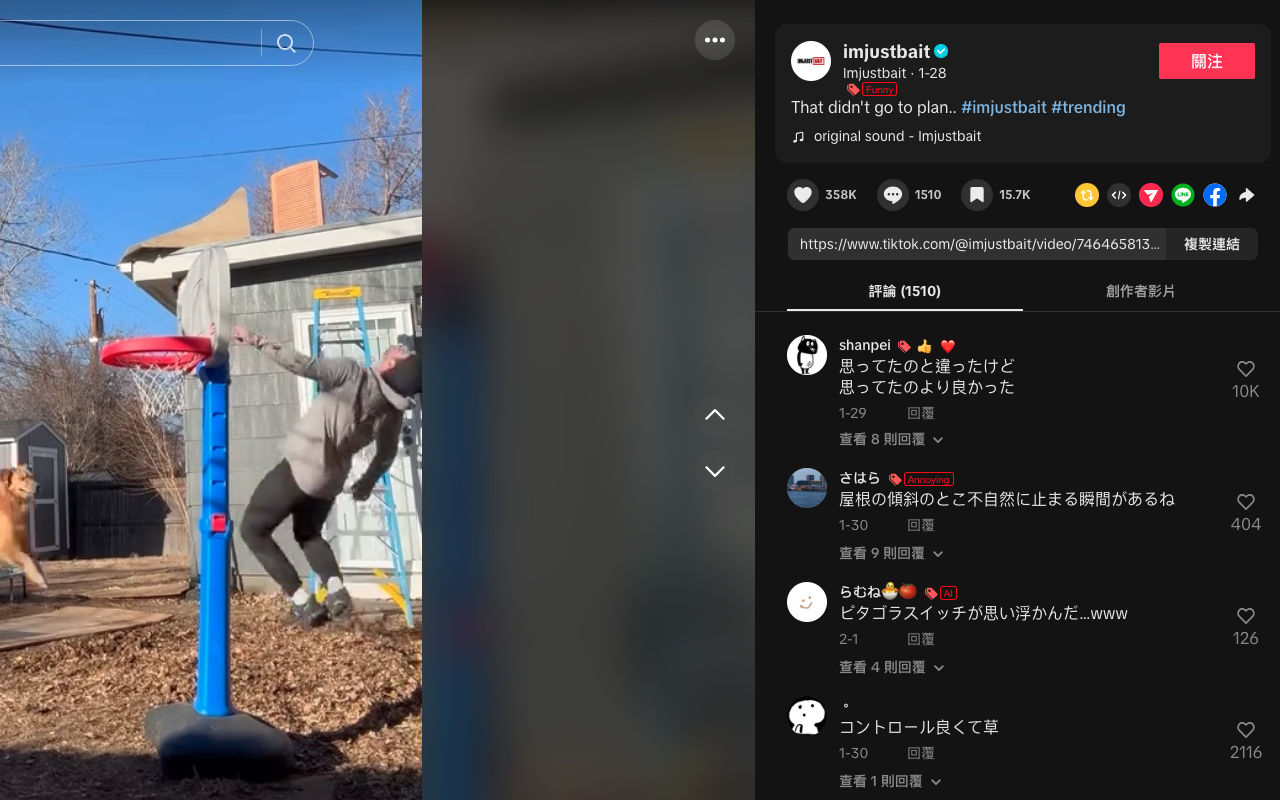 imjustbait
Imjustbait · 1-28
Funny
That didn't go to plan.. #imjustbait #trending
original sound - Imjustbait
關注
IMJUST BAIT
358K
1510
15.7K
LINE
https://www.tiktok.com/@imjustbait/video/746465813...
複製連結
評論 (1510)
創作者影片
shanpei
思ってたのと違ったけど
思ってたのより良かった
1-29 回覆
10K
查看 8 則回覆
さはら Annoying
屋根の傾斜のとこ不自然に止まる瞬間があるね
1-30 回覆
404
查看 9 則回覆
らむね🐣🍅 AI
ピタゴラスイッチが思い浮かんだ...www
2-1 回覆
126
查看 4 則回覆
。
コントロール良くて草
1-30 回覆
2116
查看 1 則回覆